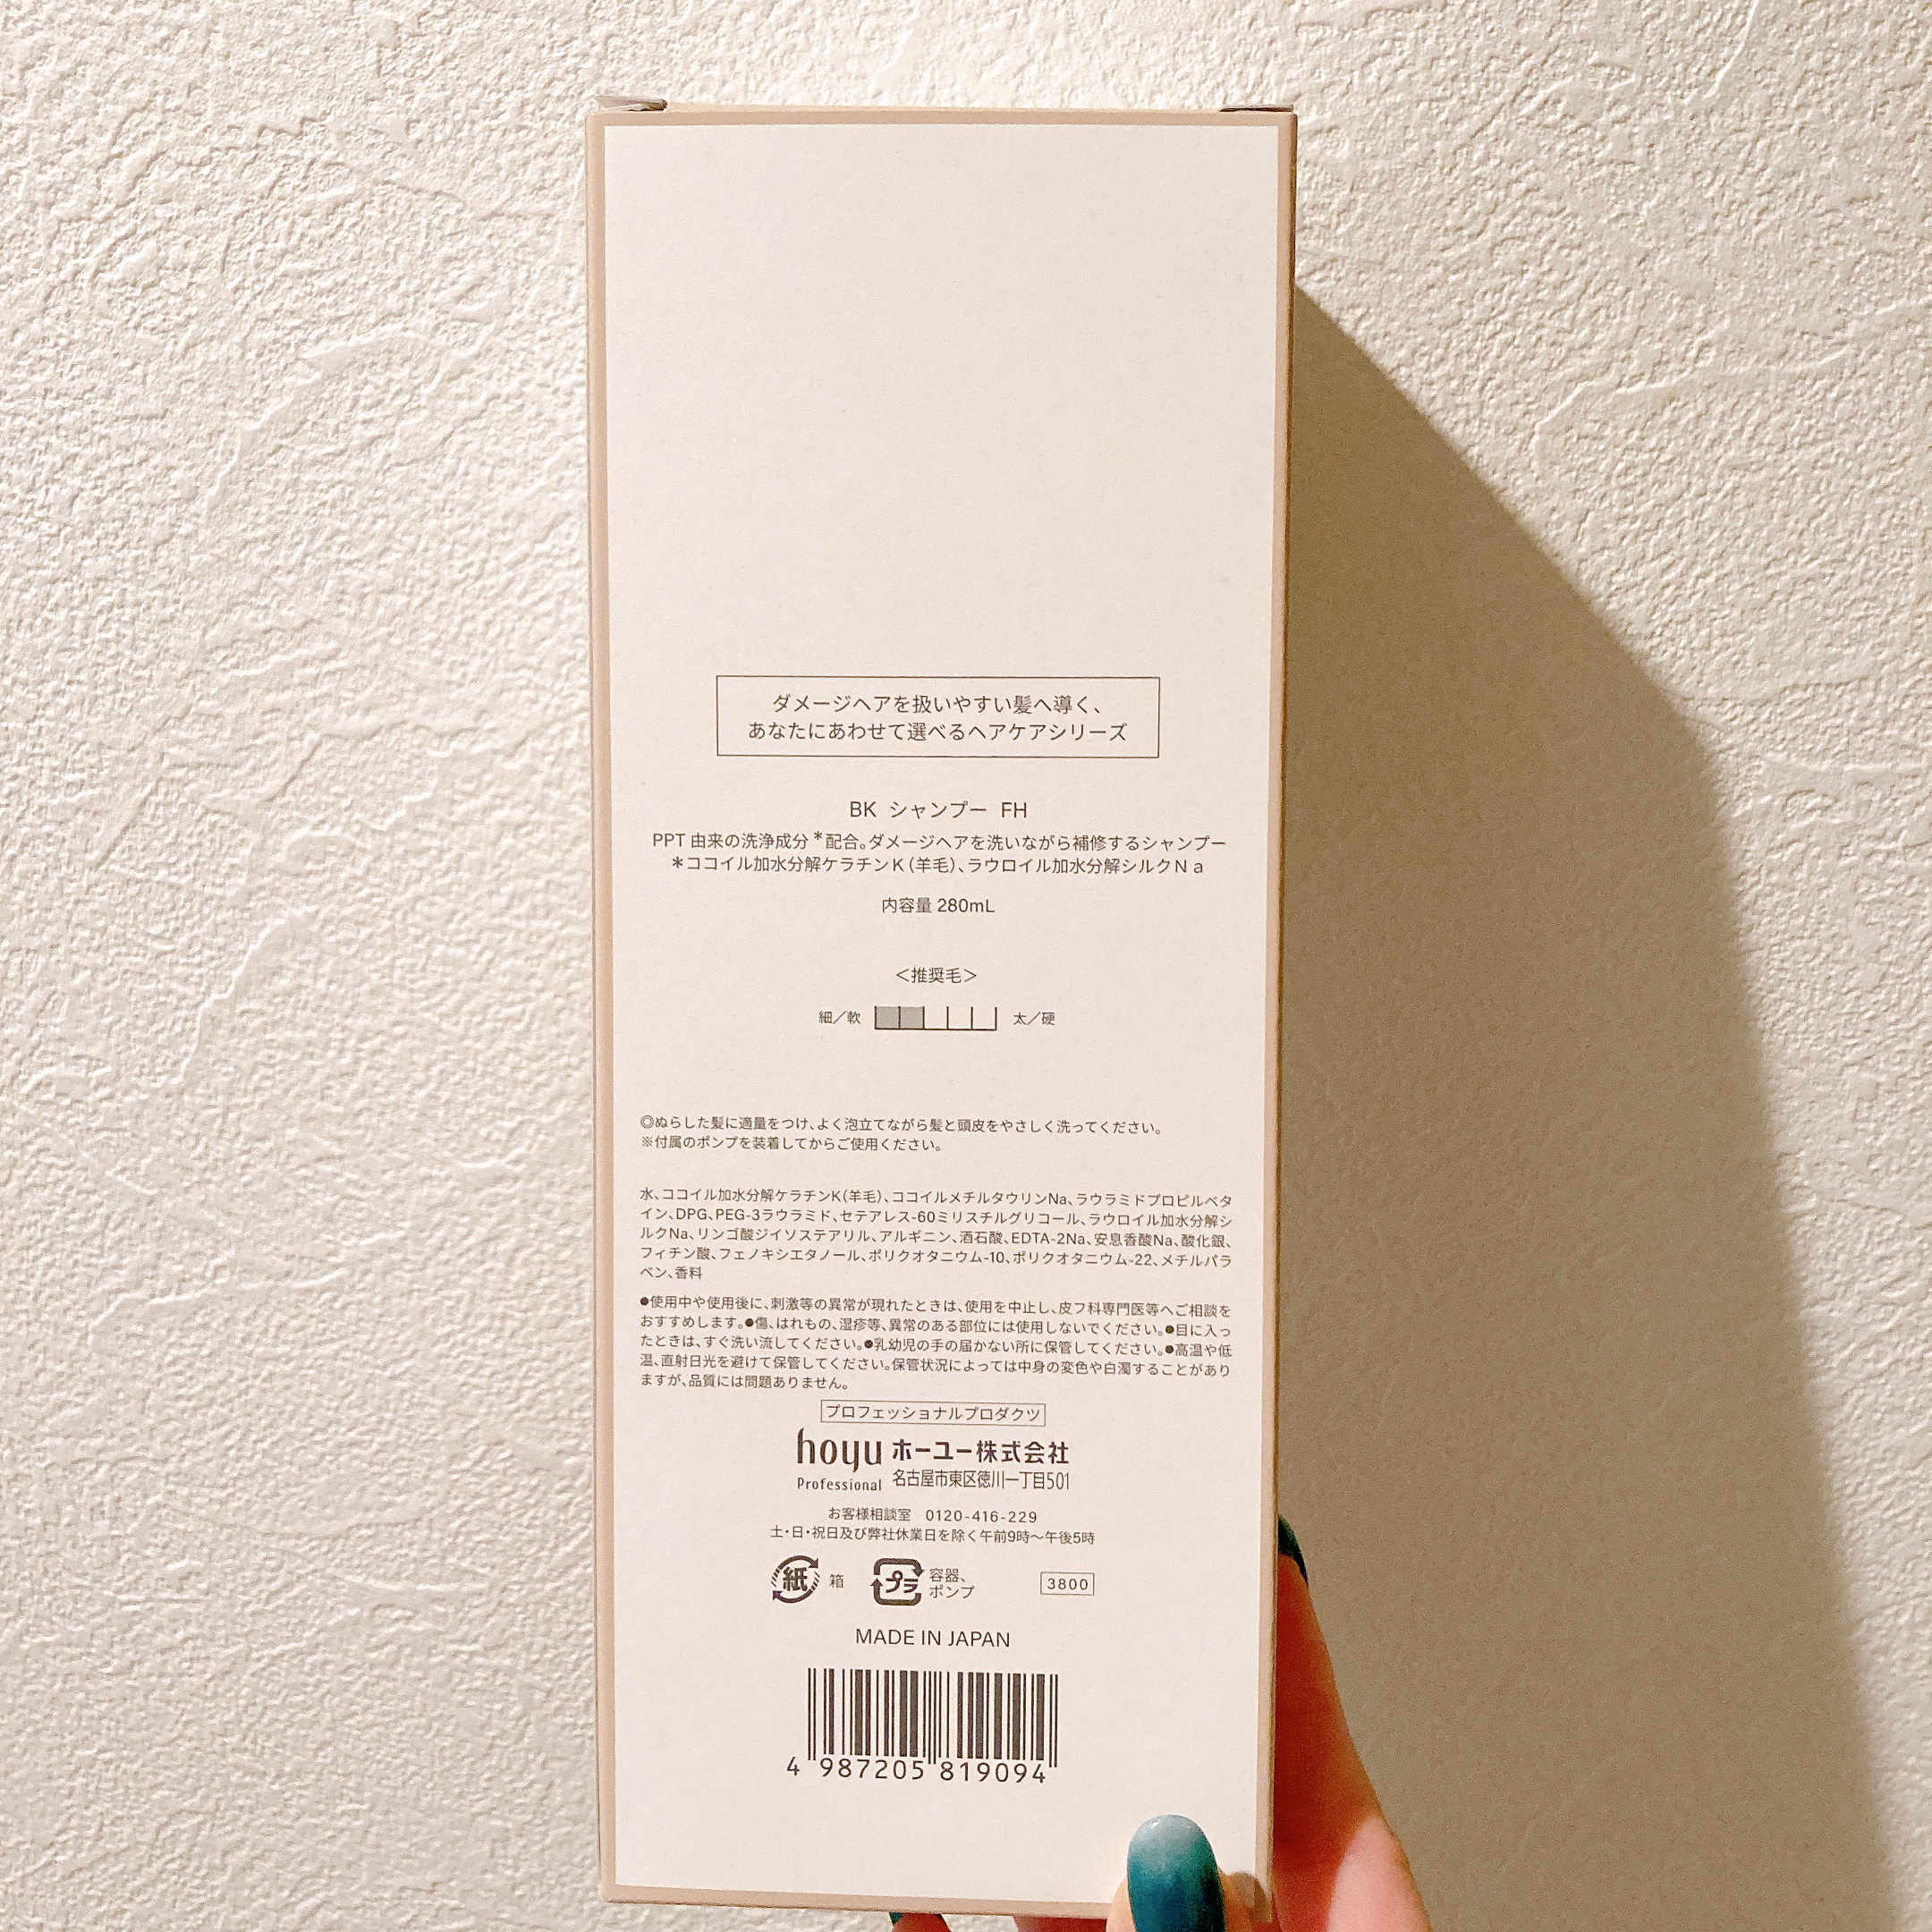 ダメージヘアを扱いやすい髪へ導く、
あなたにあわせて選べるヘアケアシリーズ
BK シャンプー FH
PPT 由来の洗浄成分*配合。ダメージヘアを洗いながら補修するシャンプー
*ココイル加水分解ケラチンK(羊毛)、ラウロイル加水分解シルクNa
内容量 280mL
<推奨毛>
細/軟 太/硬
◎ぬらした髪に適量をつけ、よく泡立てながら髪と頭皮をやさしく洗ってください。
※付属のポンプを装着してからご使用ください。
水、ココイル加水分解ケラチンK(羊毛)、ココイルメチルタウリンNa、ラウラミドプロピルベタ
イン、DPG、PEG-3ラウラミド、セテアレス-60ミリスチルグリコール、ラウロイル加水分解シ
ルクNa、リンゴ酸ジイソステアリル、アルギニン、酒石酸、EDTA-2Na、安息香酸Na、酸化銀、
フィチン酸、フェノキシエタノール、ポリクオタニウム-10、ポリクオタニウム-22、メチルパラ
ベン、香料
●使用中や使用後に、刺激等の異常が現れたときは、使用を中止し、皮フ科専門医等へご相談を
おすすめします。●傷、はれもの、湿疹等、異常のある部位には使用しないでください。●目に入っ
たときは、すぐ洗い流してください。●乳幼児の手の届かない所に保管してください。●高温や低
温、直射日光を避けて保管してください。保管状況によっては中身の変色や白濁することがあり
ますが、品質には問題ありません。
プロフェッショナルプロダクツ
hoyu ホーユー株式会社
Professional 名古屋市東区徳川一丁目501
お客様相談室 0120-416-229
土・日・祝日及び弊社休業日を除く午前9時〜午後5時
紙 箱 プラ 容器、
ポンプ
3800
MADE IN JAPAN
4 987205 819094